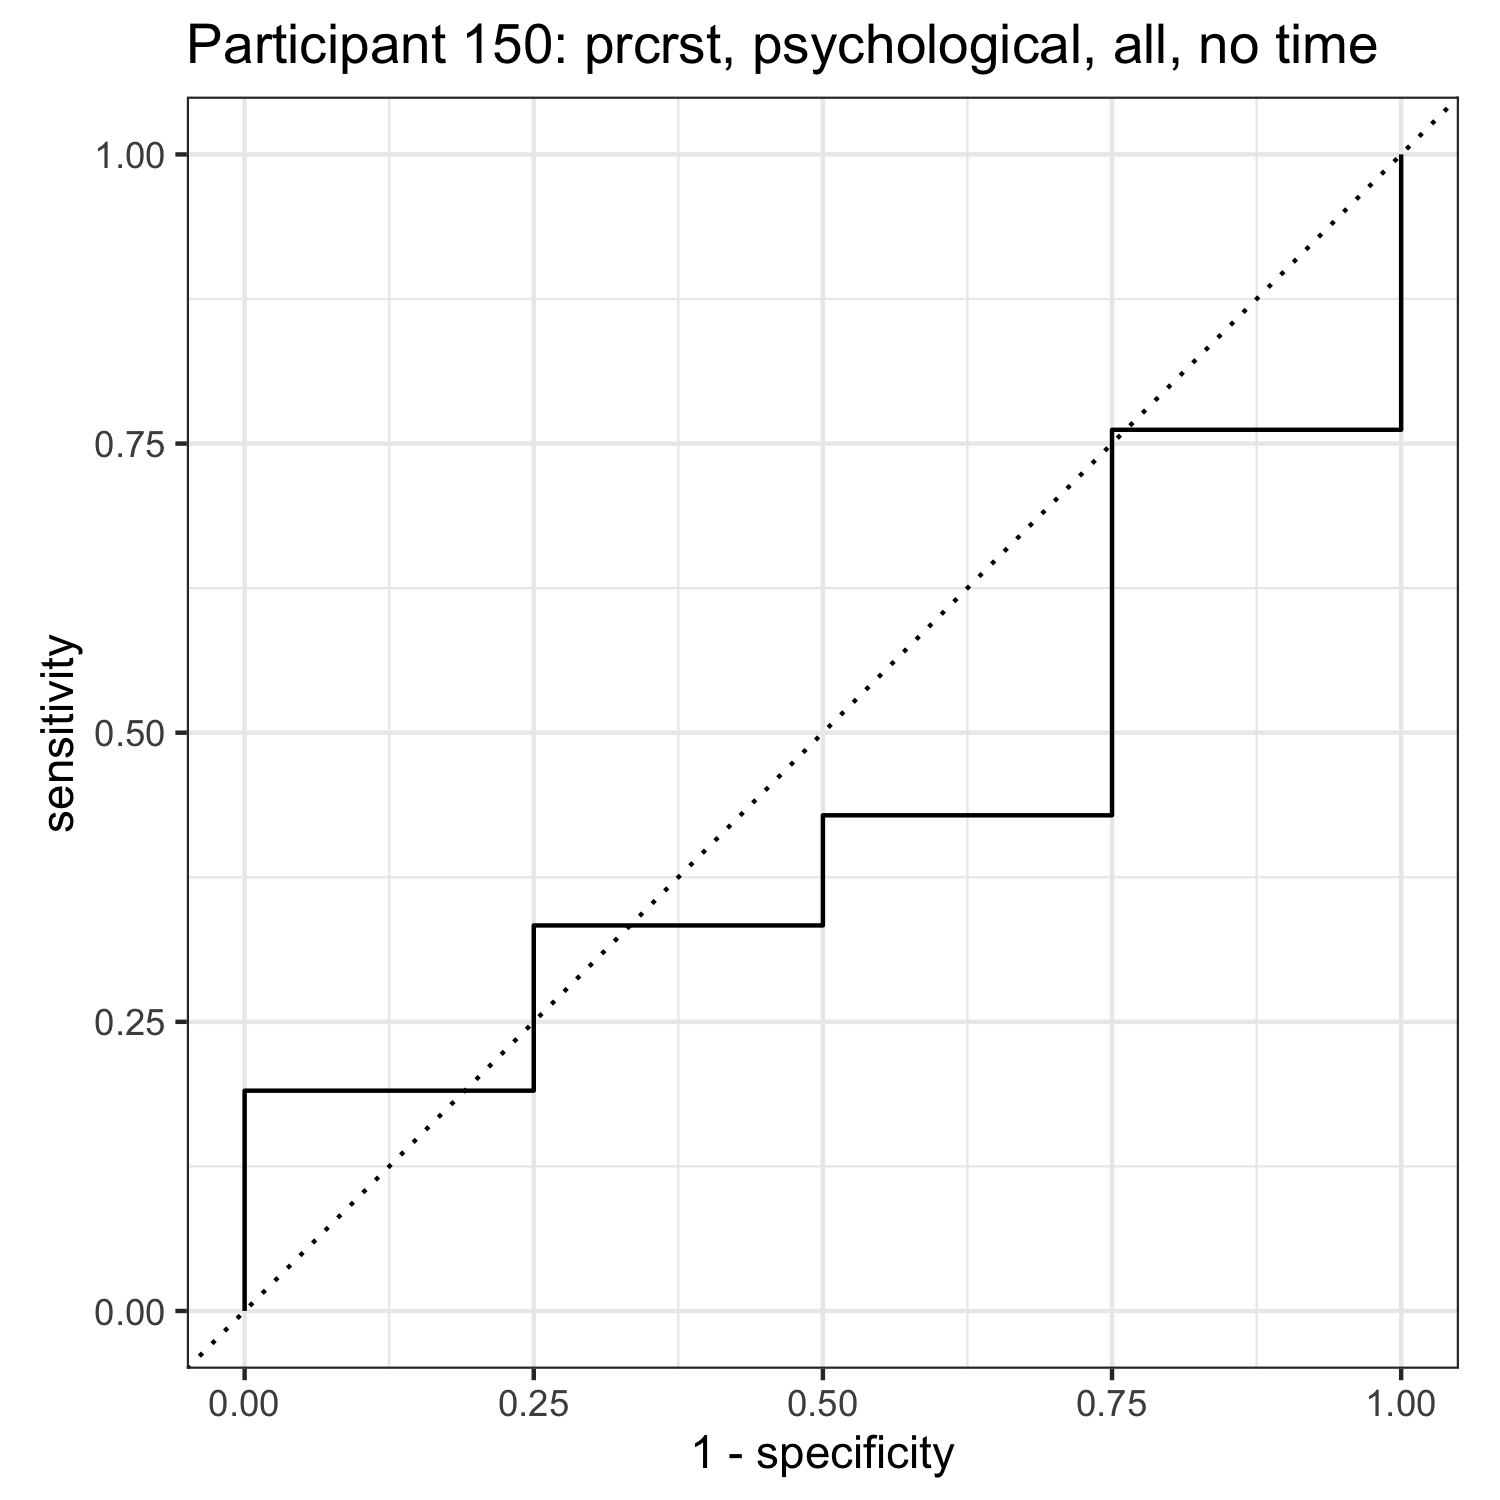 Participant 150: prcrst, psychological, all, no time
1.00
0.75
0.50
0.25
0.00
sensitivity
0.00 0.25 0.50 0.75 1.00
1 - specificity